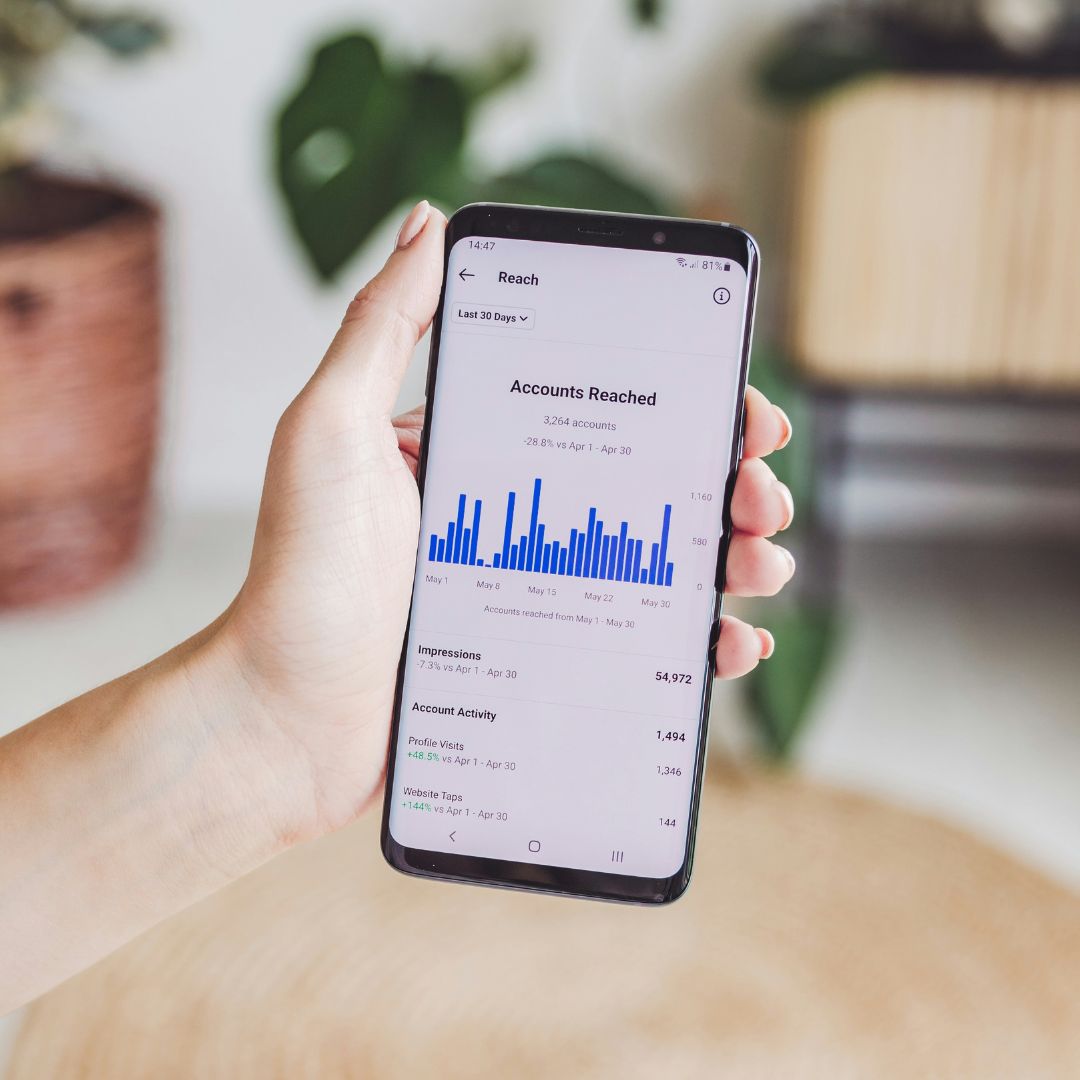 14:47
81%
Reach
Last 30 Days
Accounts Reached
3,264 accounts
-28.8% vs Apr 1 - Apr 30
1,160
580
0
May 1 May 8 May 15 May 22 May 30
Accounts reached from May 1 - May 30
Impressions
54,972
-7.3% vs Apr 1 - Apr 30
Account Activity
1,494
Profile Visits
1,346
+48.5% vs Apr 1 - Apr 30
Website Taps
144
+144% vs Apr 1 - Apr 30